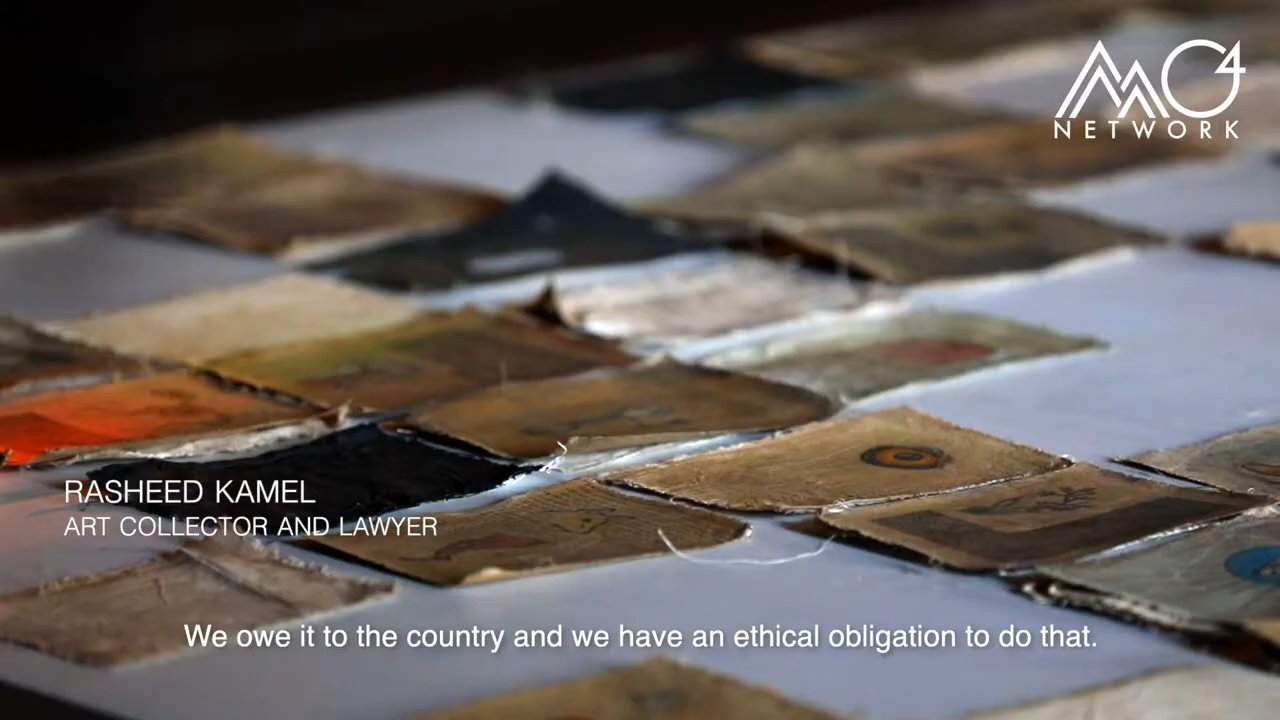 MO4
NETWORK
RASHEED KAMEL
ART COLLECTOR AND LAWYER
We owe it to the country and we have an ethical obligation to do that.